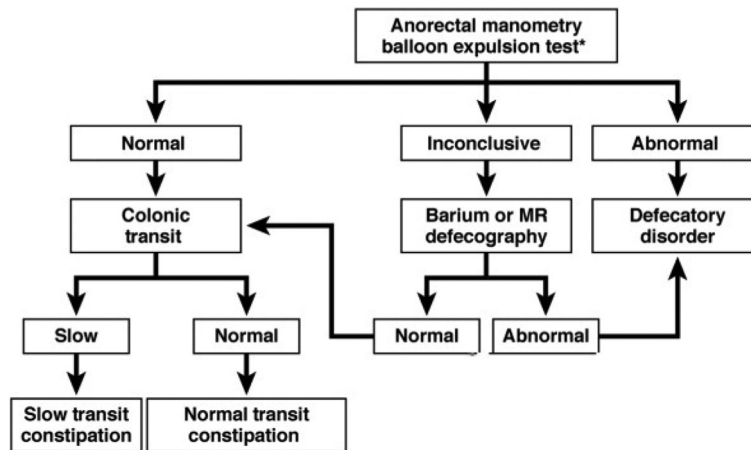 Anorectal manometry
balloon expulsion test*
Normal
Inconclusive
Abnormal
Colonic
transit
Barium or MR
defecography
Defecatory
disorder
Slow
Normal
Normal
Abnormal
Slow transit
constipation
Normal transit
constipation